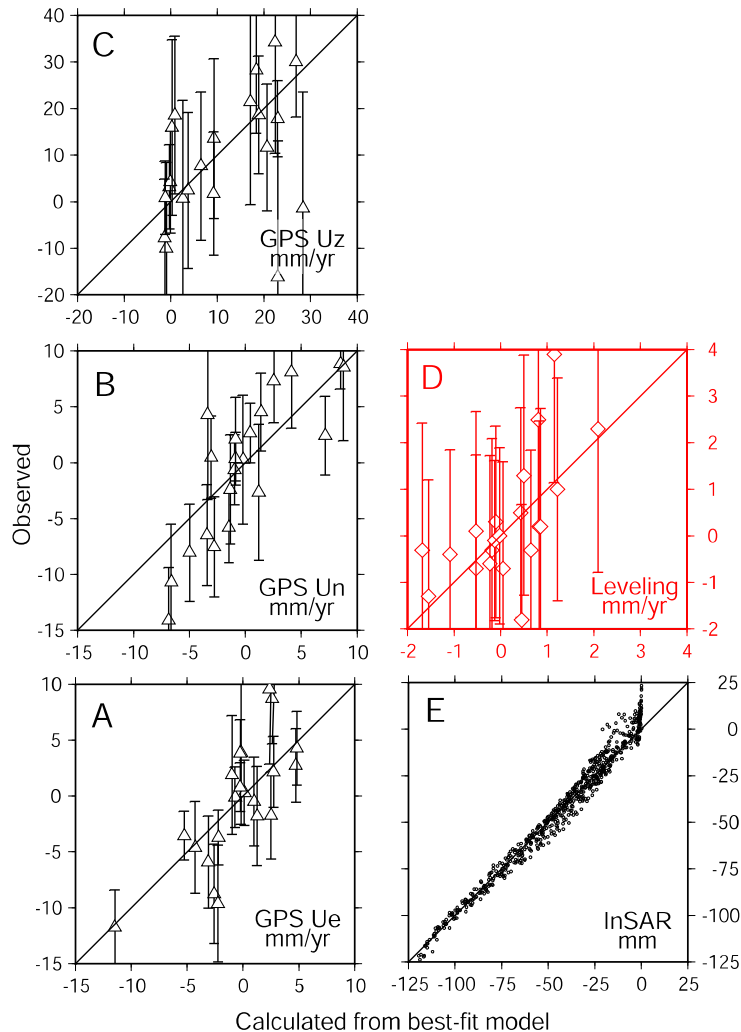 C
40
30
20
10
0
-10
-20
GPS Uz
mm/yr
-20 -10 0 10 20 30 40
B
10
5
0
-5
-10
-15
GPS Un
mm/yr
-15 -10 -5 0 5 10
D
4
3
2
1
0
-1
-2
Leveling
mm/yr
-2 -1 0 1 2 3 4
A
10
5
0
-5
-10
-15
GPS Ue
mm/yr
-15 -10 -5 0 5 10
E
25
0
-25
-50
-75
-100
-125
InSAR
mm
-125 -100 -75 -50 -25 0 25
Observed
Calculated from best-fit model